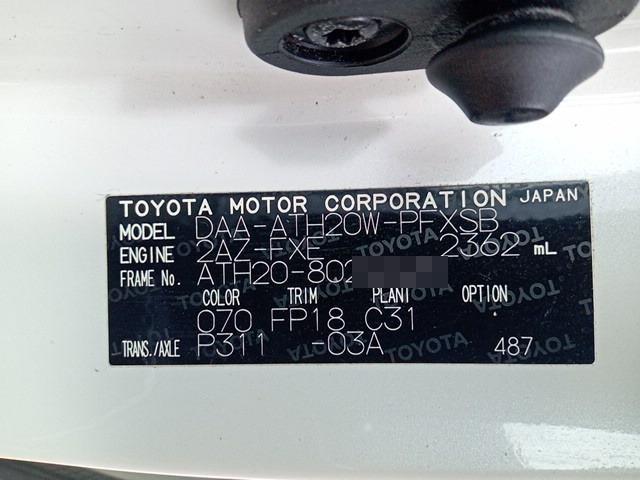 TOYOTA MOTOR CORPORATION JAPAN
MODEL DAA-ATH20W-PFXSB
ENGINE 2AZ-FXE 2362 mL
FRAME No. ATH20-802
COLOR TRIM PLANT OPTION
070 FP18 C31
TRANS./AXLE P311 -03A 487